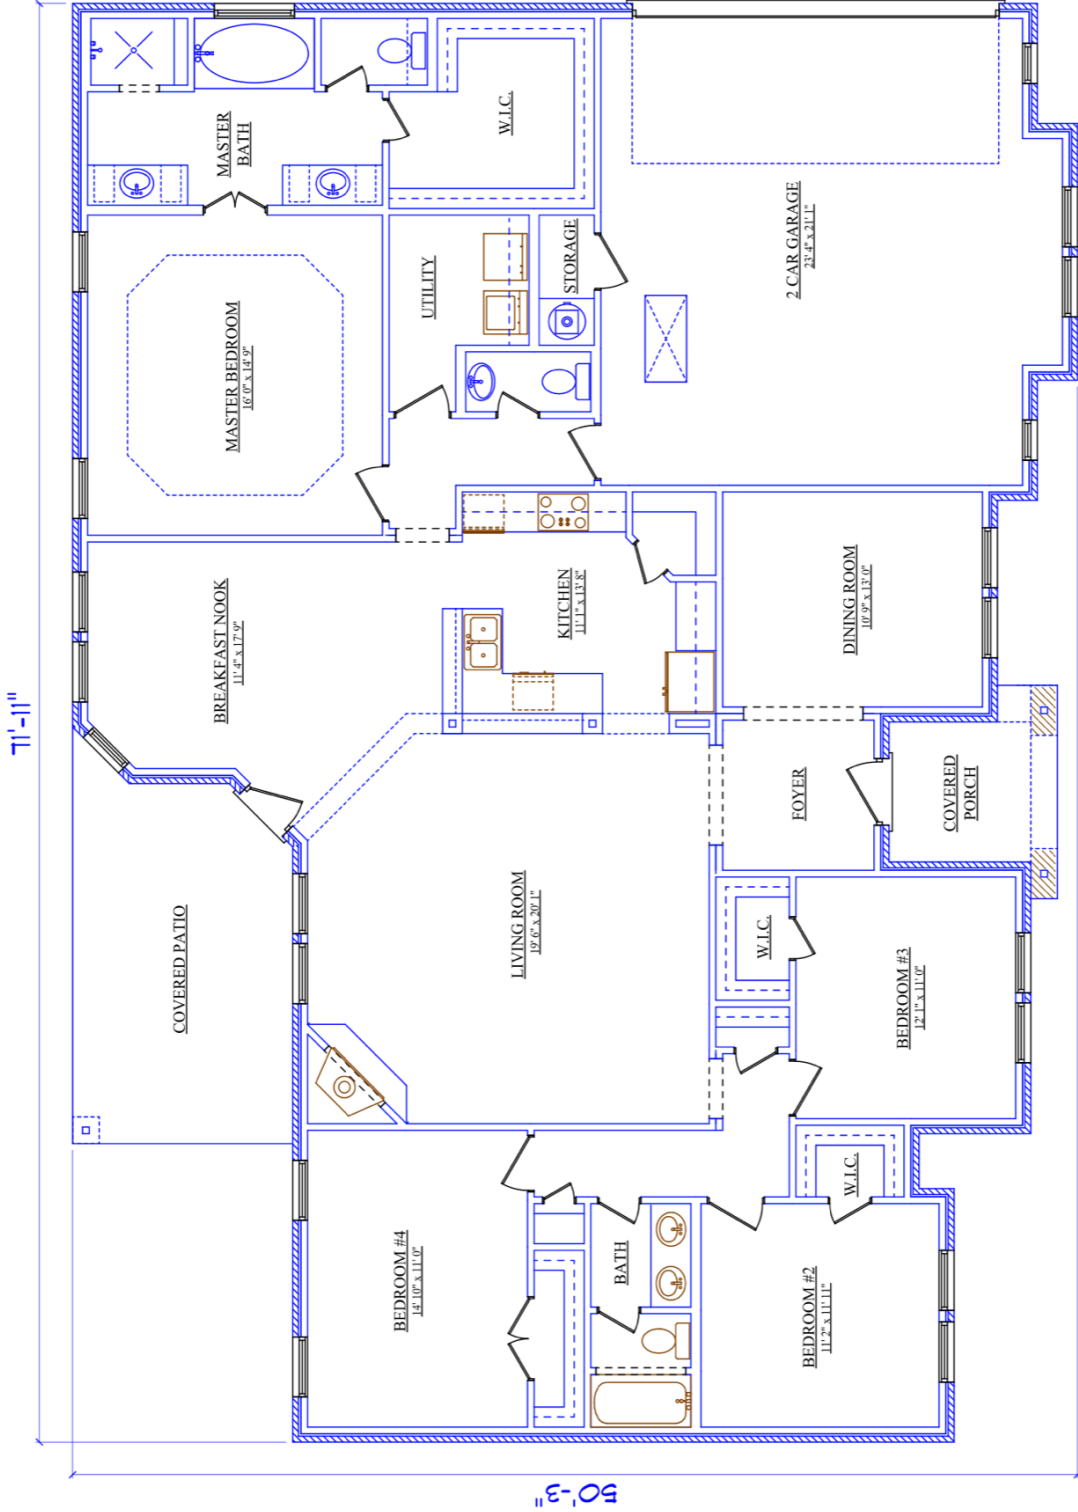 71'-11"
COVERED PATIO
BREAKFAST NOOK
11' 4" x 17' 9"
MASTER BEDROOM
16' 0" x 14' 9"
MASTER
BATH
W.I.C.
UTILITY
STORAGE
2 CAR GARAGE
23' 4" x 21' 1"
KITCHEN
11' 1" x 13' 8"
DINING ROOM
10' 9" x 13' 0"
LIVING ROOM
19' 6" x 20' 1"
FOYER
COVERED
PORCH
BEDROOM #4
14' 10" x 11' 0"
BATH
W.I.C.
BEDROOM #3
12' 1" x 11' 0"
W.I.C.
BEDROOM #2
11' 2" x 11' 11"
50'-3"